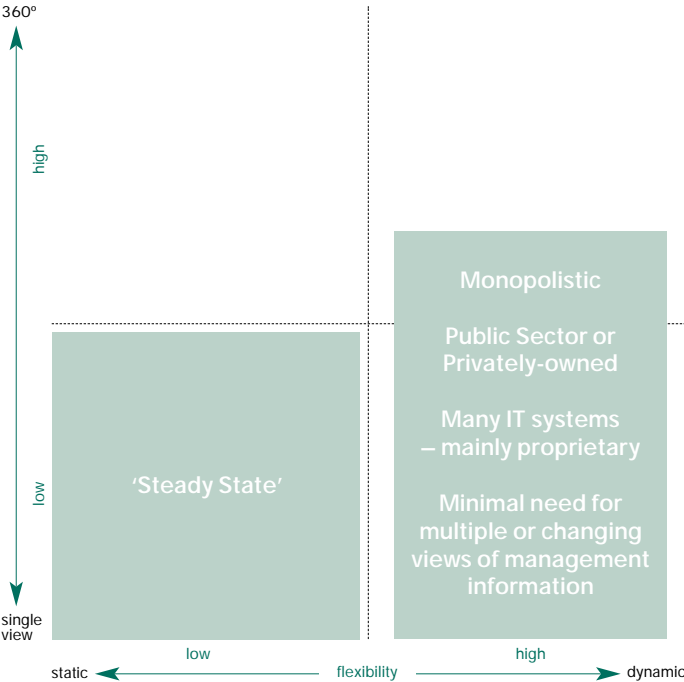 360º
high
Monopolistic
Public Sector or
Privately-owned
Many IT systems
– mainly proprietary
Minimal need for
multiple or changing
views of management
information
‘Steady State’
low
single
view
low
high
static
flexibility
dynamic